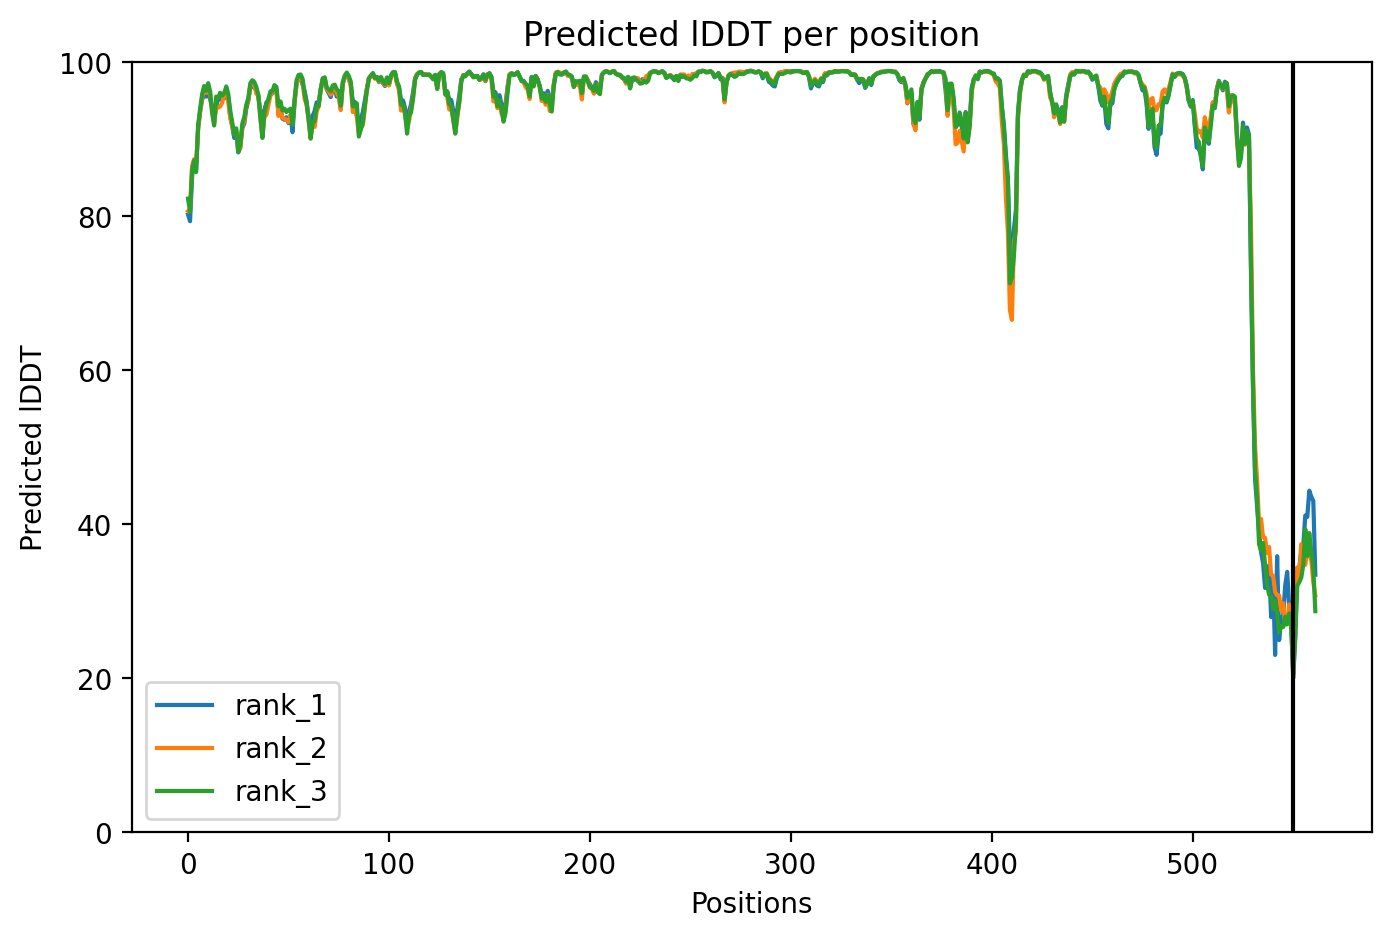 Predicted lDDT per position
100
80
60
40
20
0
Predicted lDDT
rank_1
rank_2
rank_3
0 100 200 300 400 500
Positions